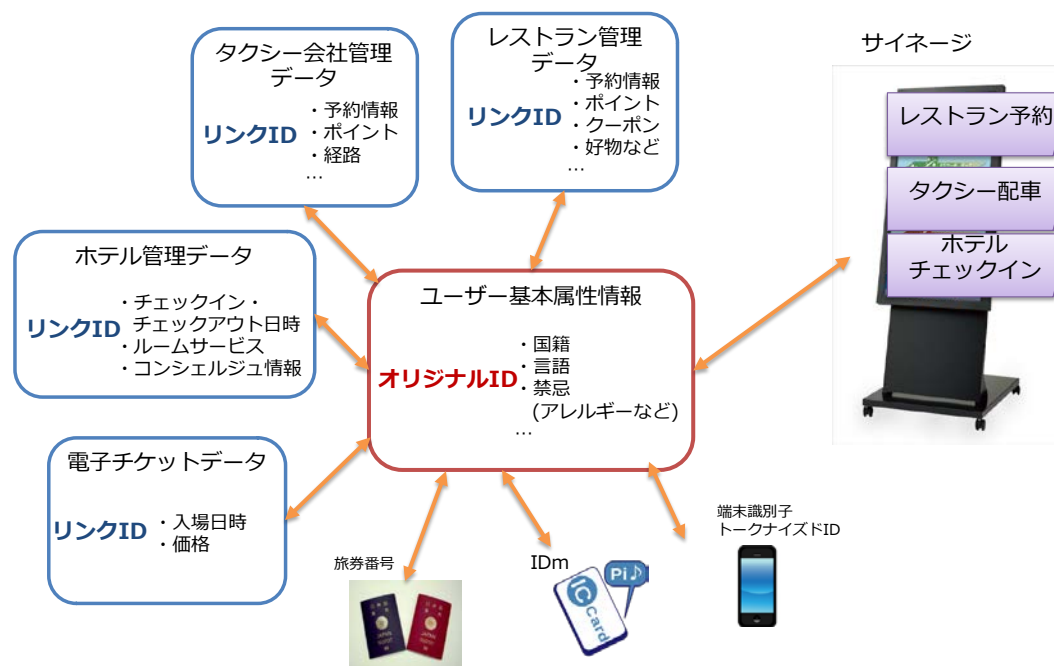 タクシー会社管理
データ
リンクID
・予約情報
・ポイント
・経路
…
レストラン管理
データ
リンクID
・予約情報
・ポイント
・クーポン
・好物など
…
サイネージ
レストラン予約
タクシー配車
ホテル
チェックイン
ホテル管理データ
リンクID
・チェックイン・
チェックアウト日時
・ルームサービス
・コンシェルジュ情報
ユーザー基本属性情報
オリジナルID
・国籍
・言語
・禁忌
(アレルギーなど)
…
電子チケットデータ
リンクID
・入場日時
・価格
旅券番号
IDm
Pi♪
IC
Card
端末識別子
トークナイズドID